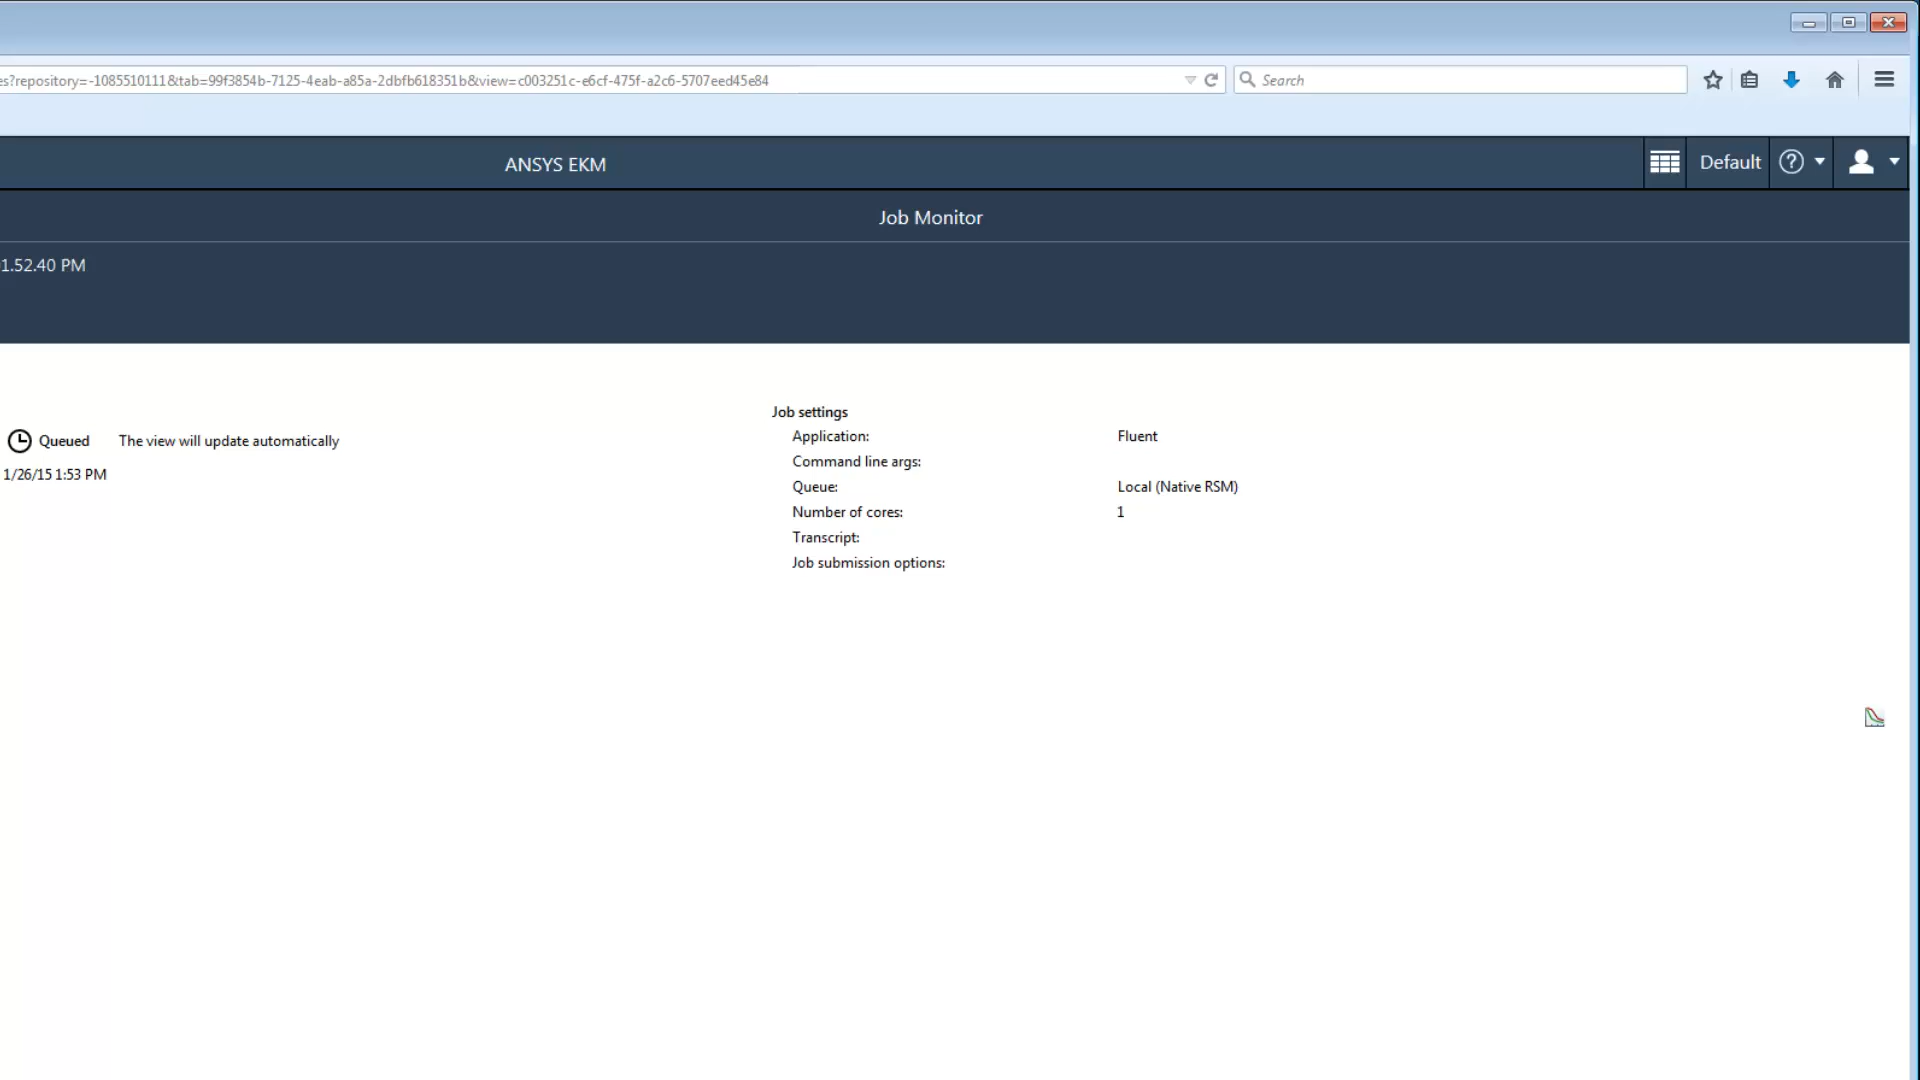 es?repository=-1085510111&tab=99f3854b-7125-4eab-a85a-2dbfb618351b&view=c003251c-e6cf-475f-a2c6-5707eed45e84
Search
ANSYS EKM
Default
Job Monitor
1.52.40 PM
Queued The view will update automatically
1/26/15 1:53 PM
Job settings
Application: Fluent
Command line args:
Queue: Local (Native RSM)
Number of cores: 1
Transcript:
Job submission options: